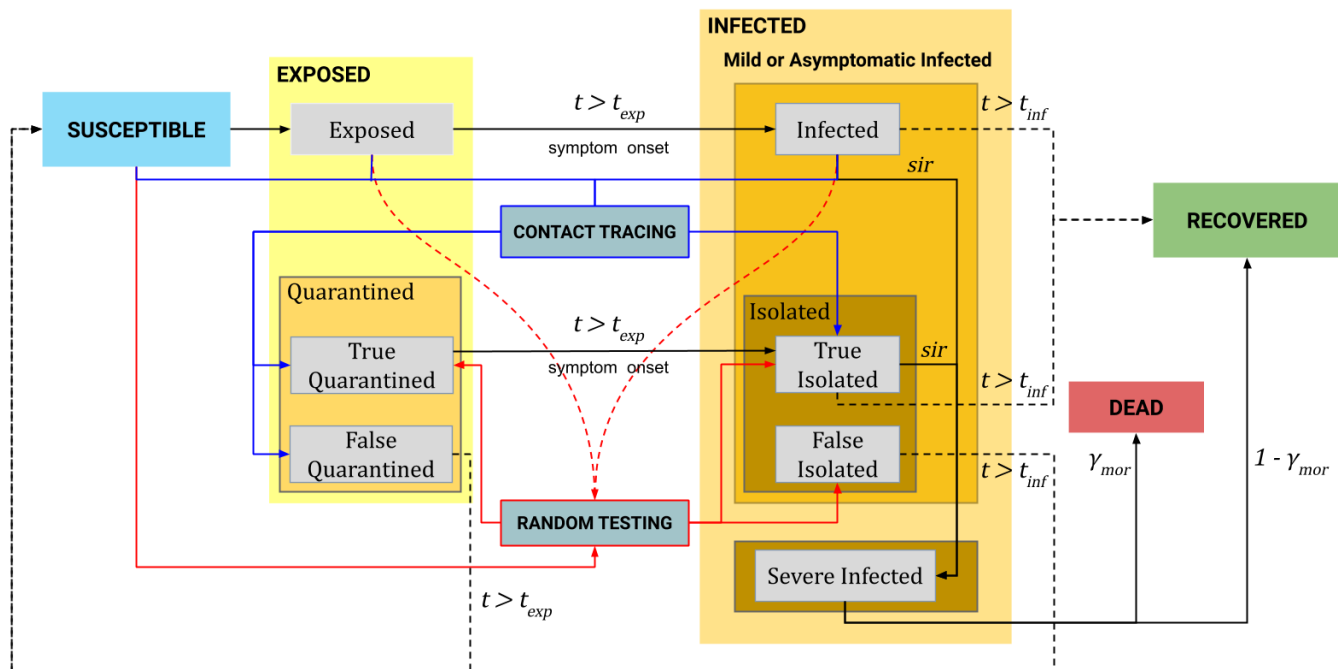 INFECTED
Mild or Asymptomatic Infected
EXPOSED
SUSCEPTIBLE
Exposed
t > t_exp
symptom onset
Infected
t > t_inf
sir
CONTACT TRACING
RECOVERED
Quarantined
True
Quarantined
t > t_exp
symptom onset
Isolated
True
Isolated
sir
t > t_inf
DEAD
False
Quarantined
False
Isolated
t > t_inf
γ_mor
1 - γ_mor
RANDOM TESTING
Severe Infected
t > t_exp